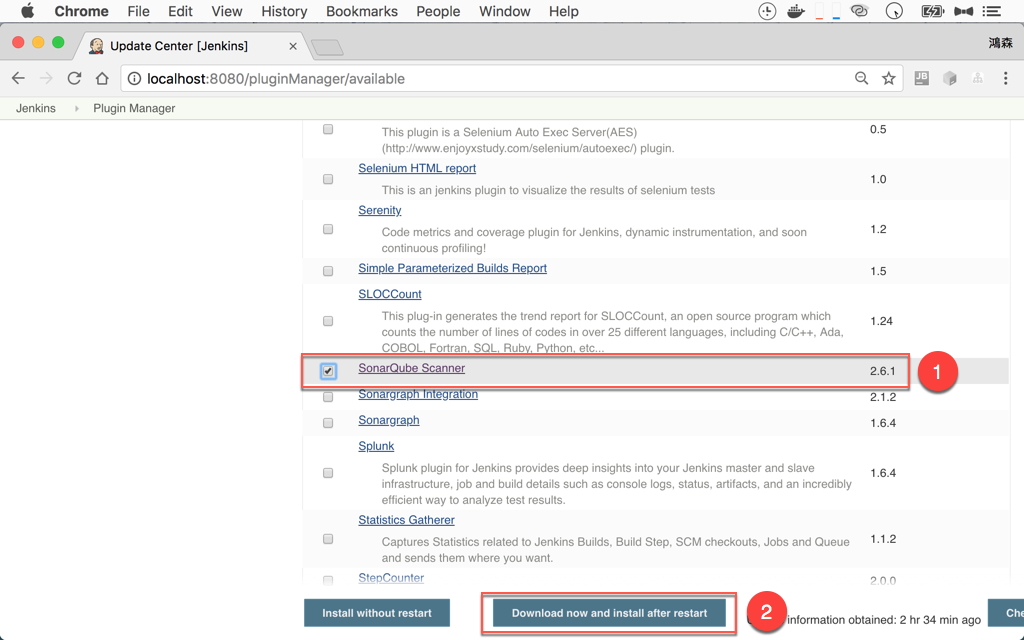 Chrome File Edit View History Bookmarks People Window Help
Update Center [Jenkins]
鴻森
localhost:8080/pluginManager/available
JB
Jenkins
Plugin Manager
This plugin is a Selenium Auto Exec Server(AES)
0.5
(http://www.enjoyxstudy.com/selenium/autoexec/) plugin.
Selenium HTML report
1.0
This is an jenkins plugin to visualize the results of selenium tests
Serenity
1.2
Code metrics and coverage plugin for Jenkins, dynamic instrumentation, and soon
continuous profiling!
Simple Parameterized Builds Report
1.5
SLOCCount
This plug-in generates the trend report for SLOCCount, an open source program which
1.24
counts the number of lines of codes in over 25 different languages, including C/C++, Ada,
COBOL, Fortran, SQL, Ruby, Python, etc...
SonarQube Scanner
2.6.1
1
Sonargraph Integration
2.1.2
Sonargraph
1.6.4
Splunk
Splunk plugin for Jenkins provides deep insights into your Jenkins master and slave
1.6.4
infrastructure, job and build details such as console logs, status, artifacts, and an incredibly
efficient way to analyze test results.
Statistics Gatherer
1.1.2
Captures Statistics related to Jenkins Builds, Build Step, SCM checkouts, Jobs and Queue
and sends them where you want.
StepCounter
2.0.0
Install without restart
Download now and install after restart
2
information obtained: 2 hr 34 min ago